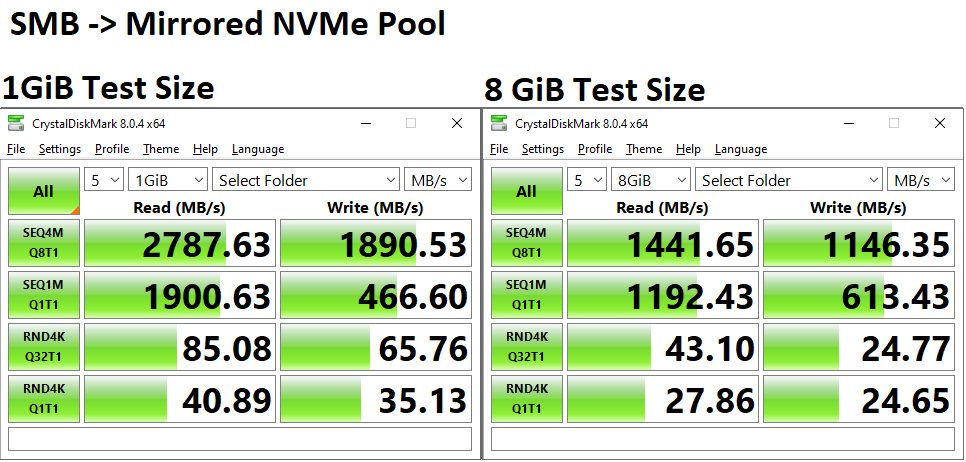 SMB -> Mirrored NVMe Pool
1GiB Test Size
CrystalDiskMark 8.0.4 x64
File Settings Profile Theme Help Language
All 5 1GiB Select Folder MB/s
Read (MB/s) Write (MB/s)
SEQ4M
Q8T1
2787.63 1890.53
SEQ1M
Q1T1
1900.63 466.60
RND4K
Q32T1
85.08 65.76
RND4K
Q1T1
40.89 35.13
8 GiB Test Size
CrystalDiskMark 8.0.4 x64
File Settings Profile Theme Help Language
All 5 8GiB Select Folder MB/s
Read (MB/s) Write (MB/s)
SEQ4M
Q8T1
1441.65 1146.35
SEQ1M
Q1T1
1192.43 613.43
RND4K
Q32T1
43.10 24.77
RND4K
Q1T1
27.86 24.65